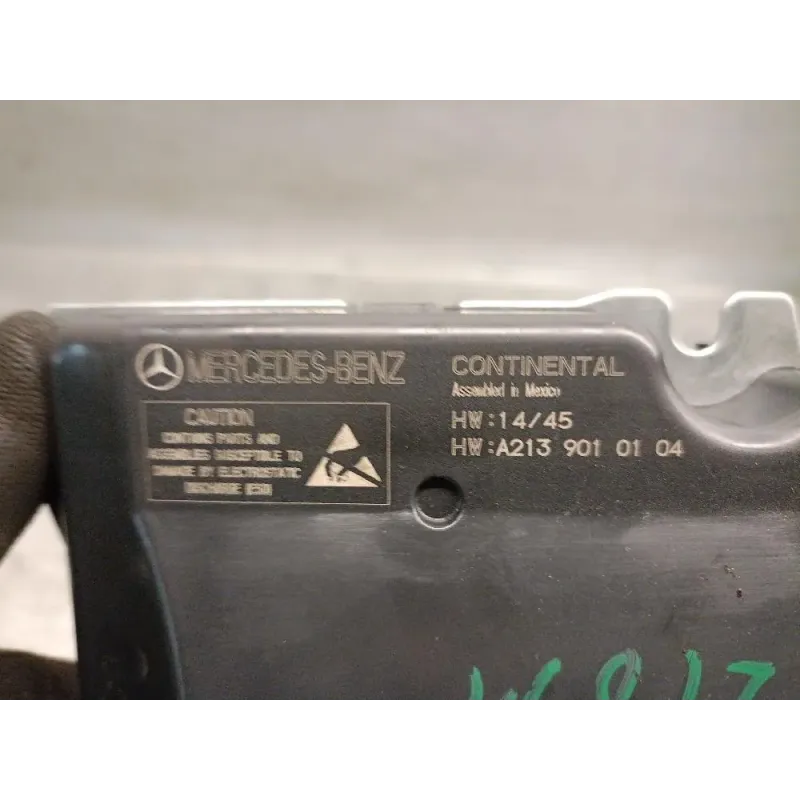 MERCEDES-BENZ
CONTINENTAL
Assembled in Mexico
HW:14/45
HW:A213 901 01 04
CAUTION
CONTAINS PARTS AND
ASSEMBLIES SUSCEPTIBLE TO
DAMAGE BY ELECTROSTATIC
DISCHARGE (ESD)